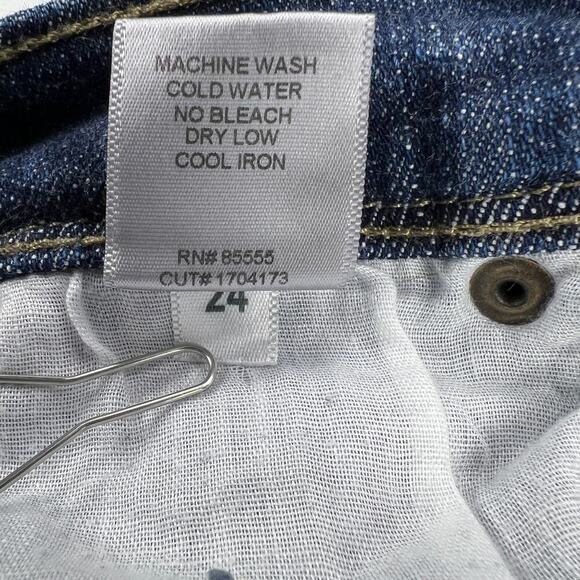 MACHINE WASH
COLD WATER
NO BLEACH
DRY LOW
COOL IRON
RN# 85555
CUT# 1704173
24